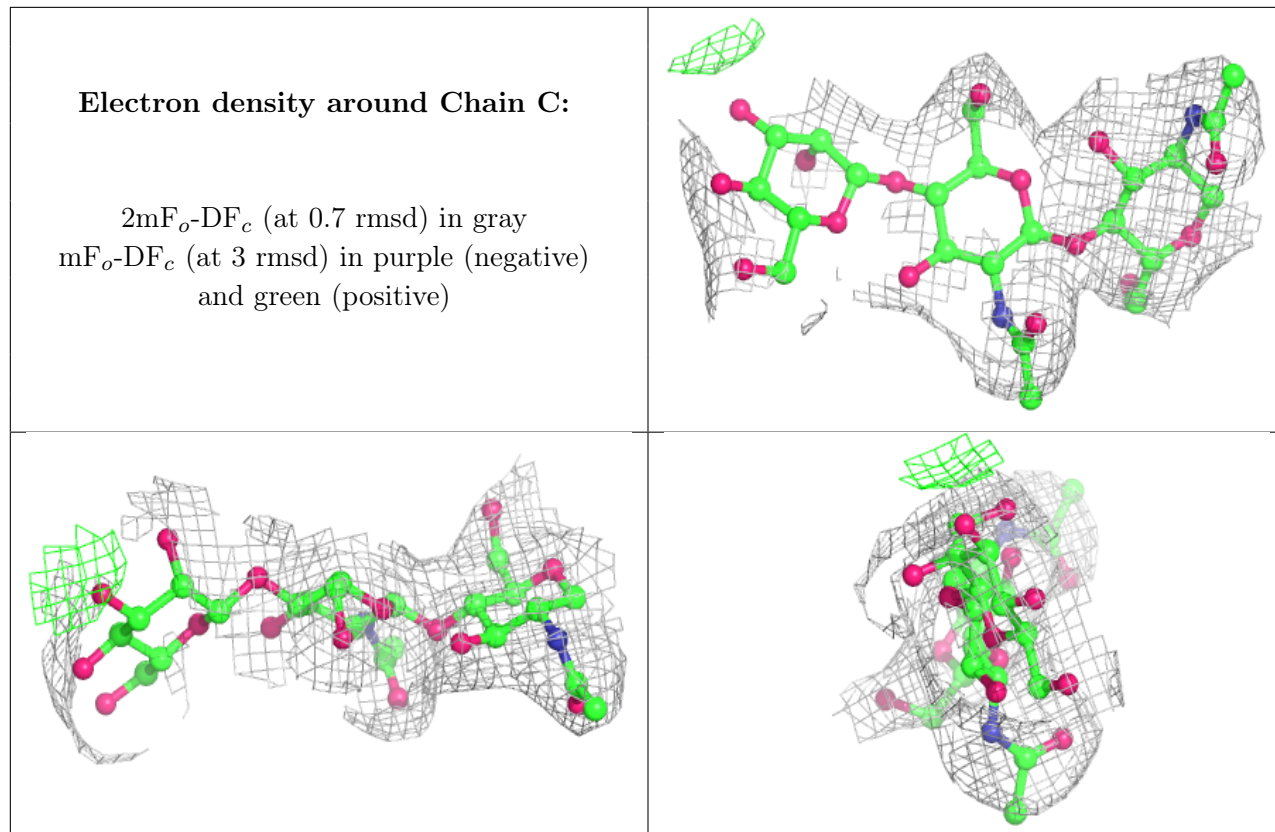 Electron density around Chain C:
2mFo-DFc (at 0.7 rmsd) in gray
mFo-DFc (at 3 rmsd) in purple (negative)
and green (positive)